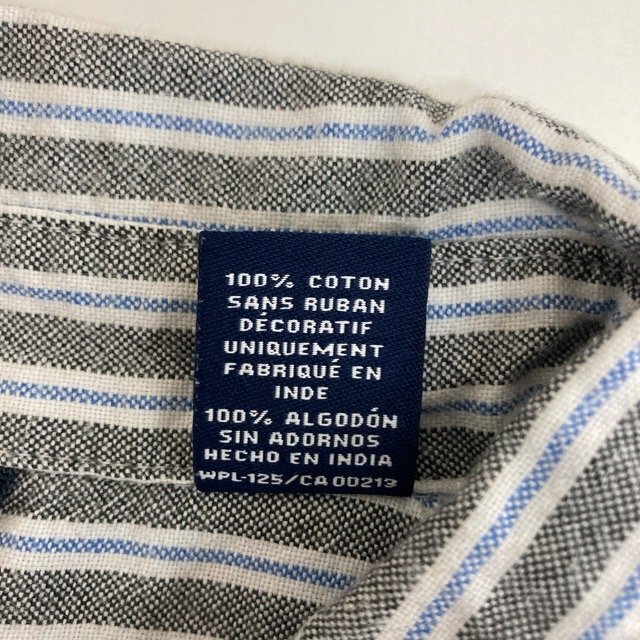 100% COTON
SANS RUBAN
DÉCORATIF
UNIQUEMENT
FABRIQUÉ EN
INDE
100% ALGODÓN
SIN ADORNOS
HECHO EN INDIA
WPL-125/CA 00213